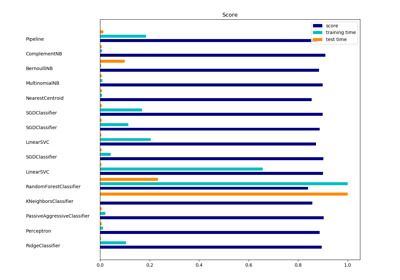 Score
score
training time
test time
Pipeline
ComplementNB
BernoulliNB
MultinomialNB
NearestCentroid
SGDClassifier
SGDClassifier
LinearSVC
SGDClassifier
LinearSVC
RandomForestClassifier
KNeighborsClassifier
PassiveAggressiveClassifier
Perceptron
RidgeClassifier
0.0 0.2 0.4 0.6 0.8 1.0